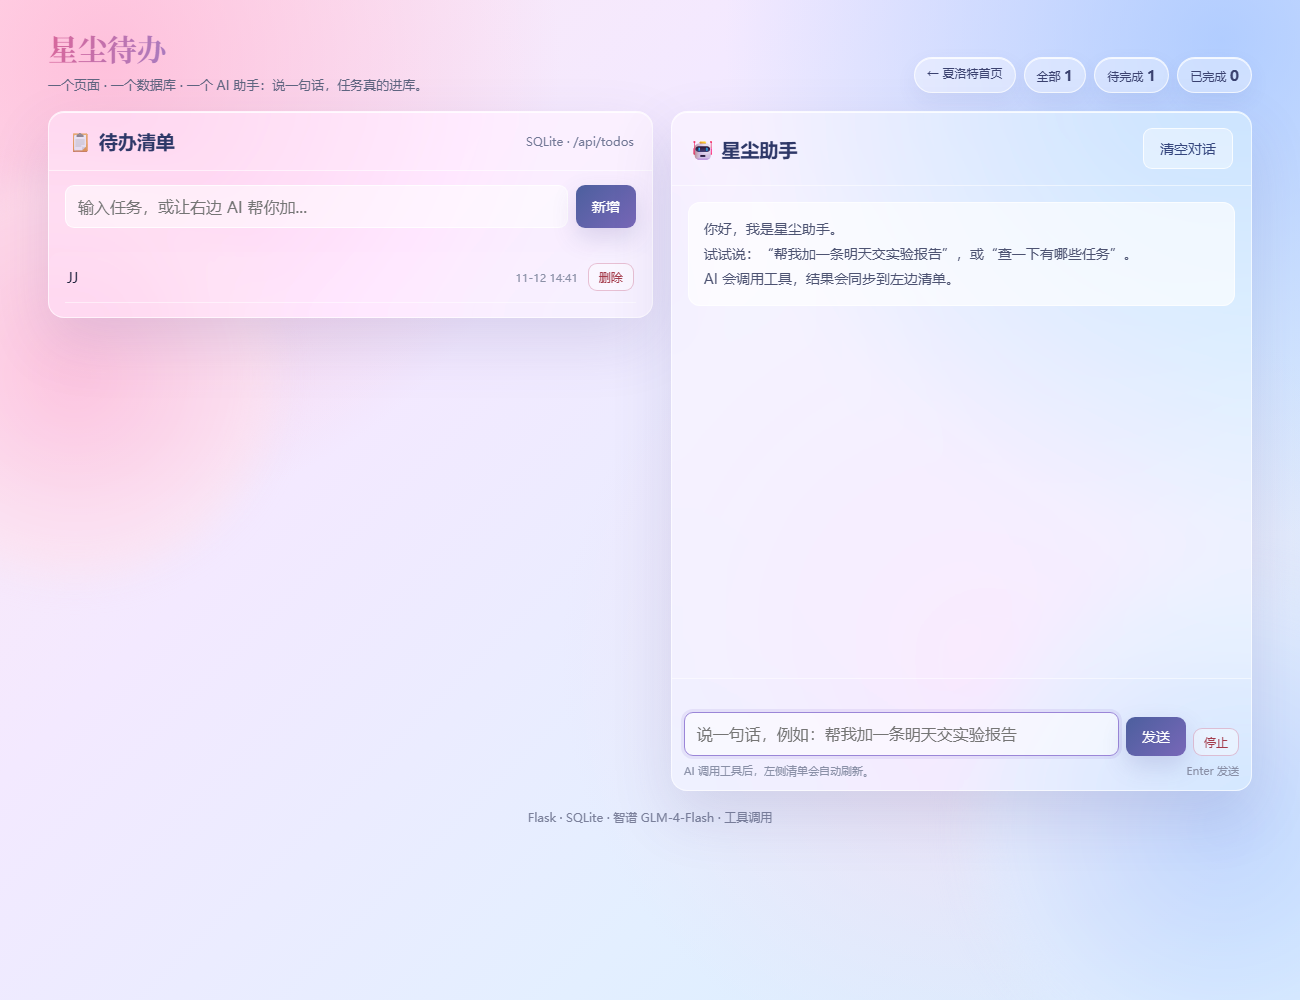 星尘待办
一个页面 · 一个数据库 · 一个 AI 助手：说一句话，任务真的进库。
← 夏洛特首页
全部 1
待完成 1
已完成 0
待办清单
SQLite · /api/todos
输入任务，或让右边 AI 帮你加...
新增
JJ
11-12 14:41
删除
星尘助手
清空对话
你好，我是星尘助手。
试试说：“帮我加一条明天交实验报告”，或“查一下有哪些任务”。
AI 会调用工具，结果会同步到左边清单。
说一句话，例如：帮我加一条明天交实验报告
发送
停止
AI 调用工具后，左侧清单会自动刷新。
Enter 发送
Flask · SQLite · 智谱 GLM-4-Flash · 工具调用